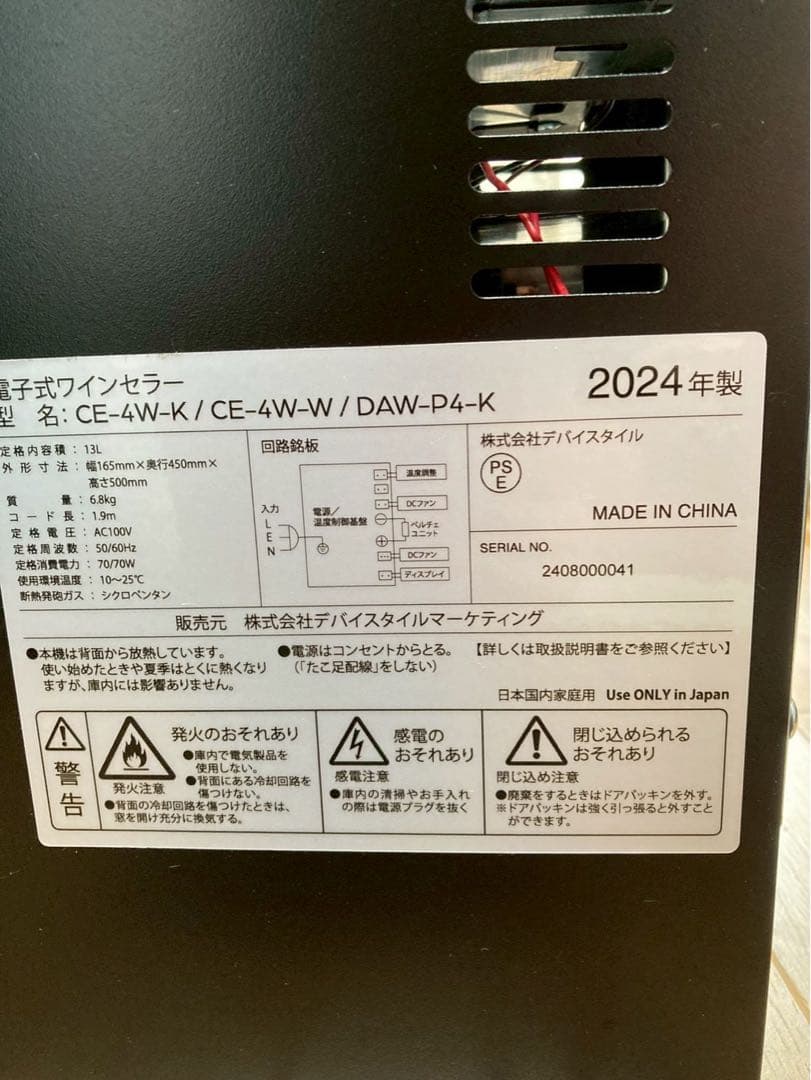 電子式ワインセラー
2024年製
型 名: CE-4W-K / CE-4W-W / DAW-P4-K
定格内容積： 13L
外形寸法：幅165mm×奥行450mm×
高さ500mm
質 量：6.8kg
コード長：1.9m
定格電圧：AC100V
定格周波数：50/60Hz
定格消費電力：70/70W
使用環境温度：10～25℃
断熱発砲ガス：シクロペンタン
回路銘板
入力
L
E
N
電源／
温度制御基盤
温度調整
DCファン
ペルチェ
ユニット
DCファン
ディスプレイ
株式会社デバイスタイル
PS
E
MADE IN CHINA
SERIAL NO.
2408000041
販売元 株式会社デバイスタイルマーケティング
●本機は背面から放熱しています。
使い始めたときや夏季はとくに熱くなり
ますが、庫内には影響ありません。
●電源はコンセントからとる。
（「たこ足配線」をしない）
【詳しくは取扱説明書をご参照ください】
日本国内家庭用 Use ONLY in Japan
警告
発火のおそれあり
発火注意
●庫内で電気製品を
使用しない。
●背面にある冷却回路を
傷つけない。
●背面の冷却回路を傷つけたときは、
窓を開け充分に換気する。
感電の
おそれあり
感電注意
●庫内の清掃やお手入れ
の際は電源プラグを抜く
閉じ込められる
おそれあり
閉じ込め注意
●廃棄をするときはドアパッキンを外す。
※ドアパッキンは強く引っ張ると外すこと
ができます。